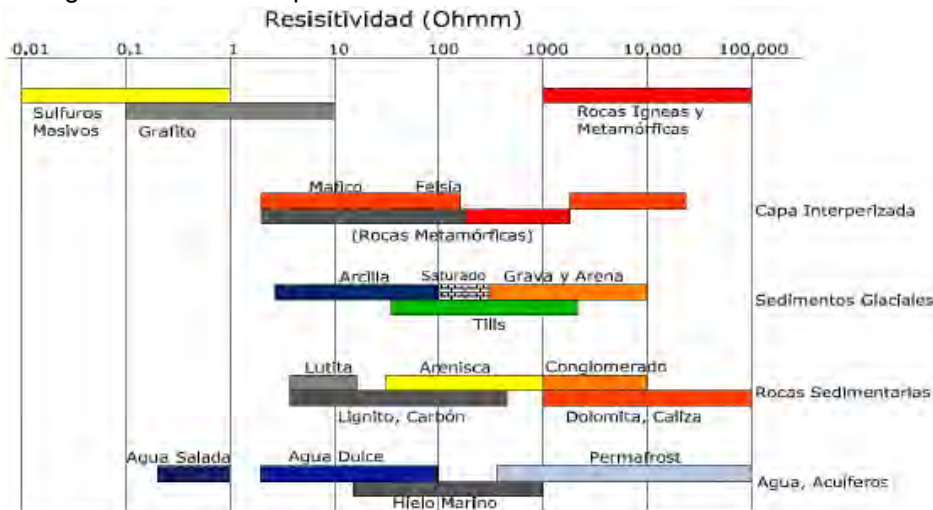 Resisitividad (Ohmm)
0.01 0.1 1 10 100 1000 10,000 100,000
Sulfuros
Masivos
Grafito
Rocas Igneas y
Metamórficas
Mafico Felsia
(Rocas Metamórficas)
Capa Interperizada
Arcilla Saturado Grava y Arena
Tills
Sedimentos Glaciales
Lutita Arenisca Conglomerado
Lignito, Carbón Dolomita, Caliza
Rocas Sedimentarias
Agua Salada Agua Dulce Permafrost
Hielo Marino
Agua, Acuíferos